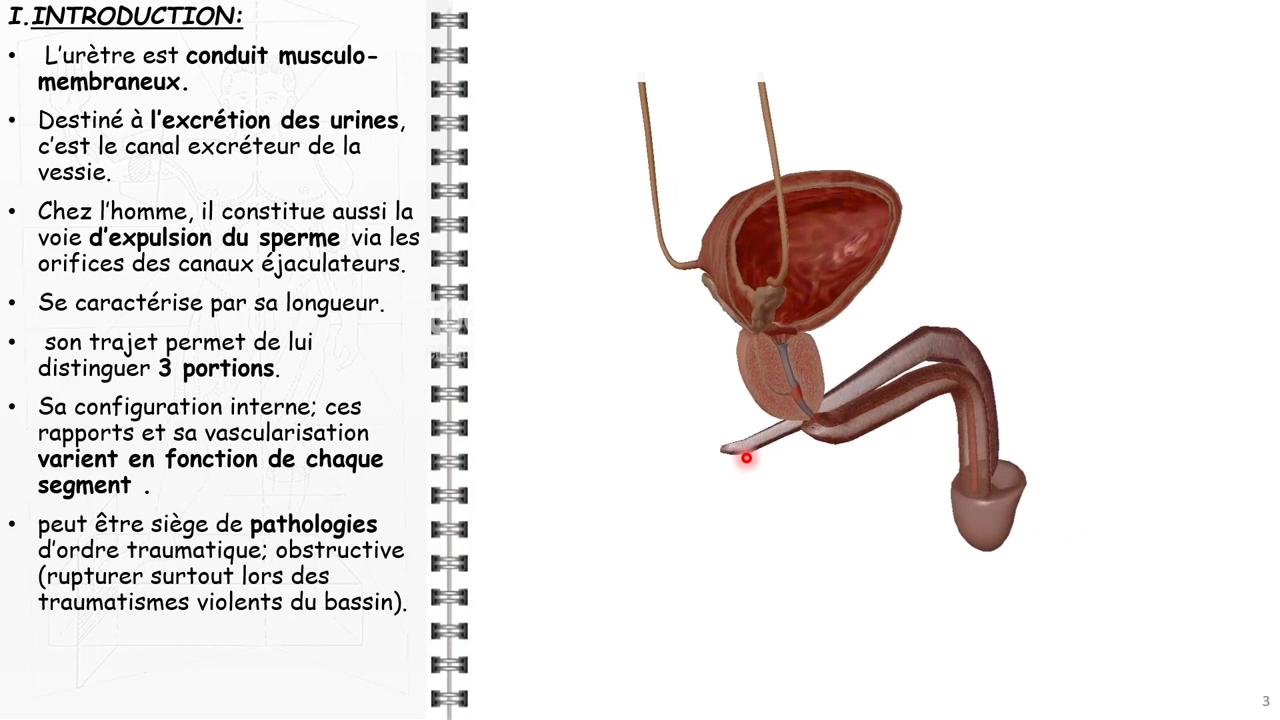 I.INTRODUCTION:
• L'urètre est conduit musculo-
membraneux.
• Destiné à l'excrétion des urines,
c'est le canal excréteur de la
vessie.
• Chez l'homme, il constitue aussi la
voie d'expulsion du sperme via les
orifices des canaux éjaculateurs.
• Se caractérise par sa longueur.
• son trajet permet de lui
distinguer 3 portions.
• Sa configuration interne; ces
rapports et sa vascularisation
varient en fonction de chaque
segment .
• peut être siège de pathologies
d'ordre traumatique; obstructive
(rupturer surtout lors des
traumatismes violents du bassin).
3